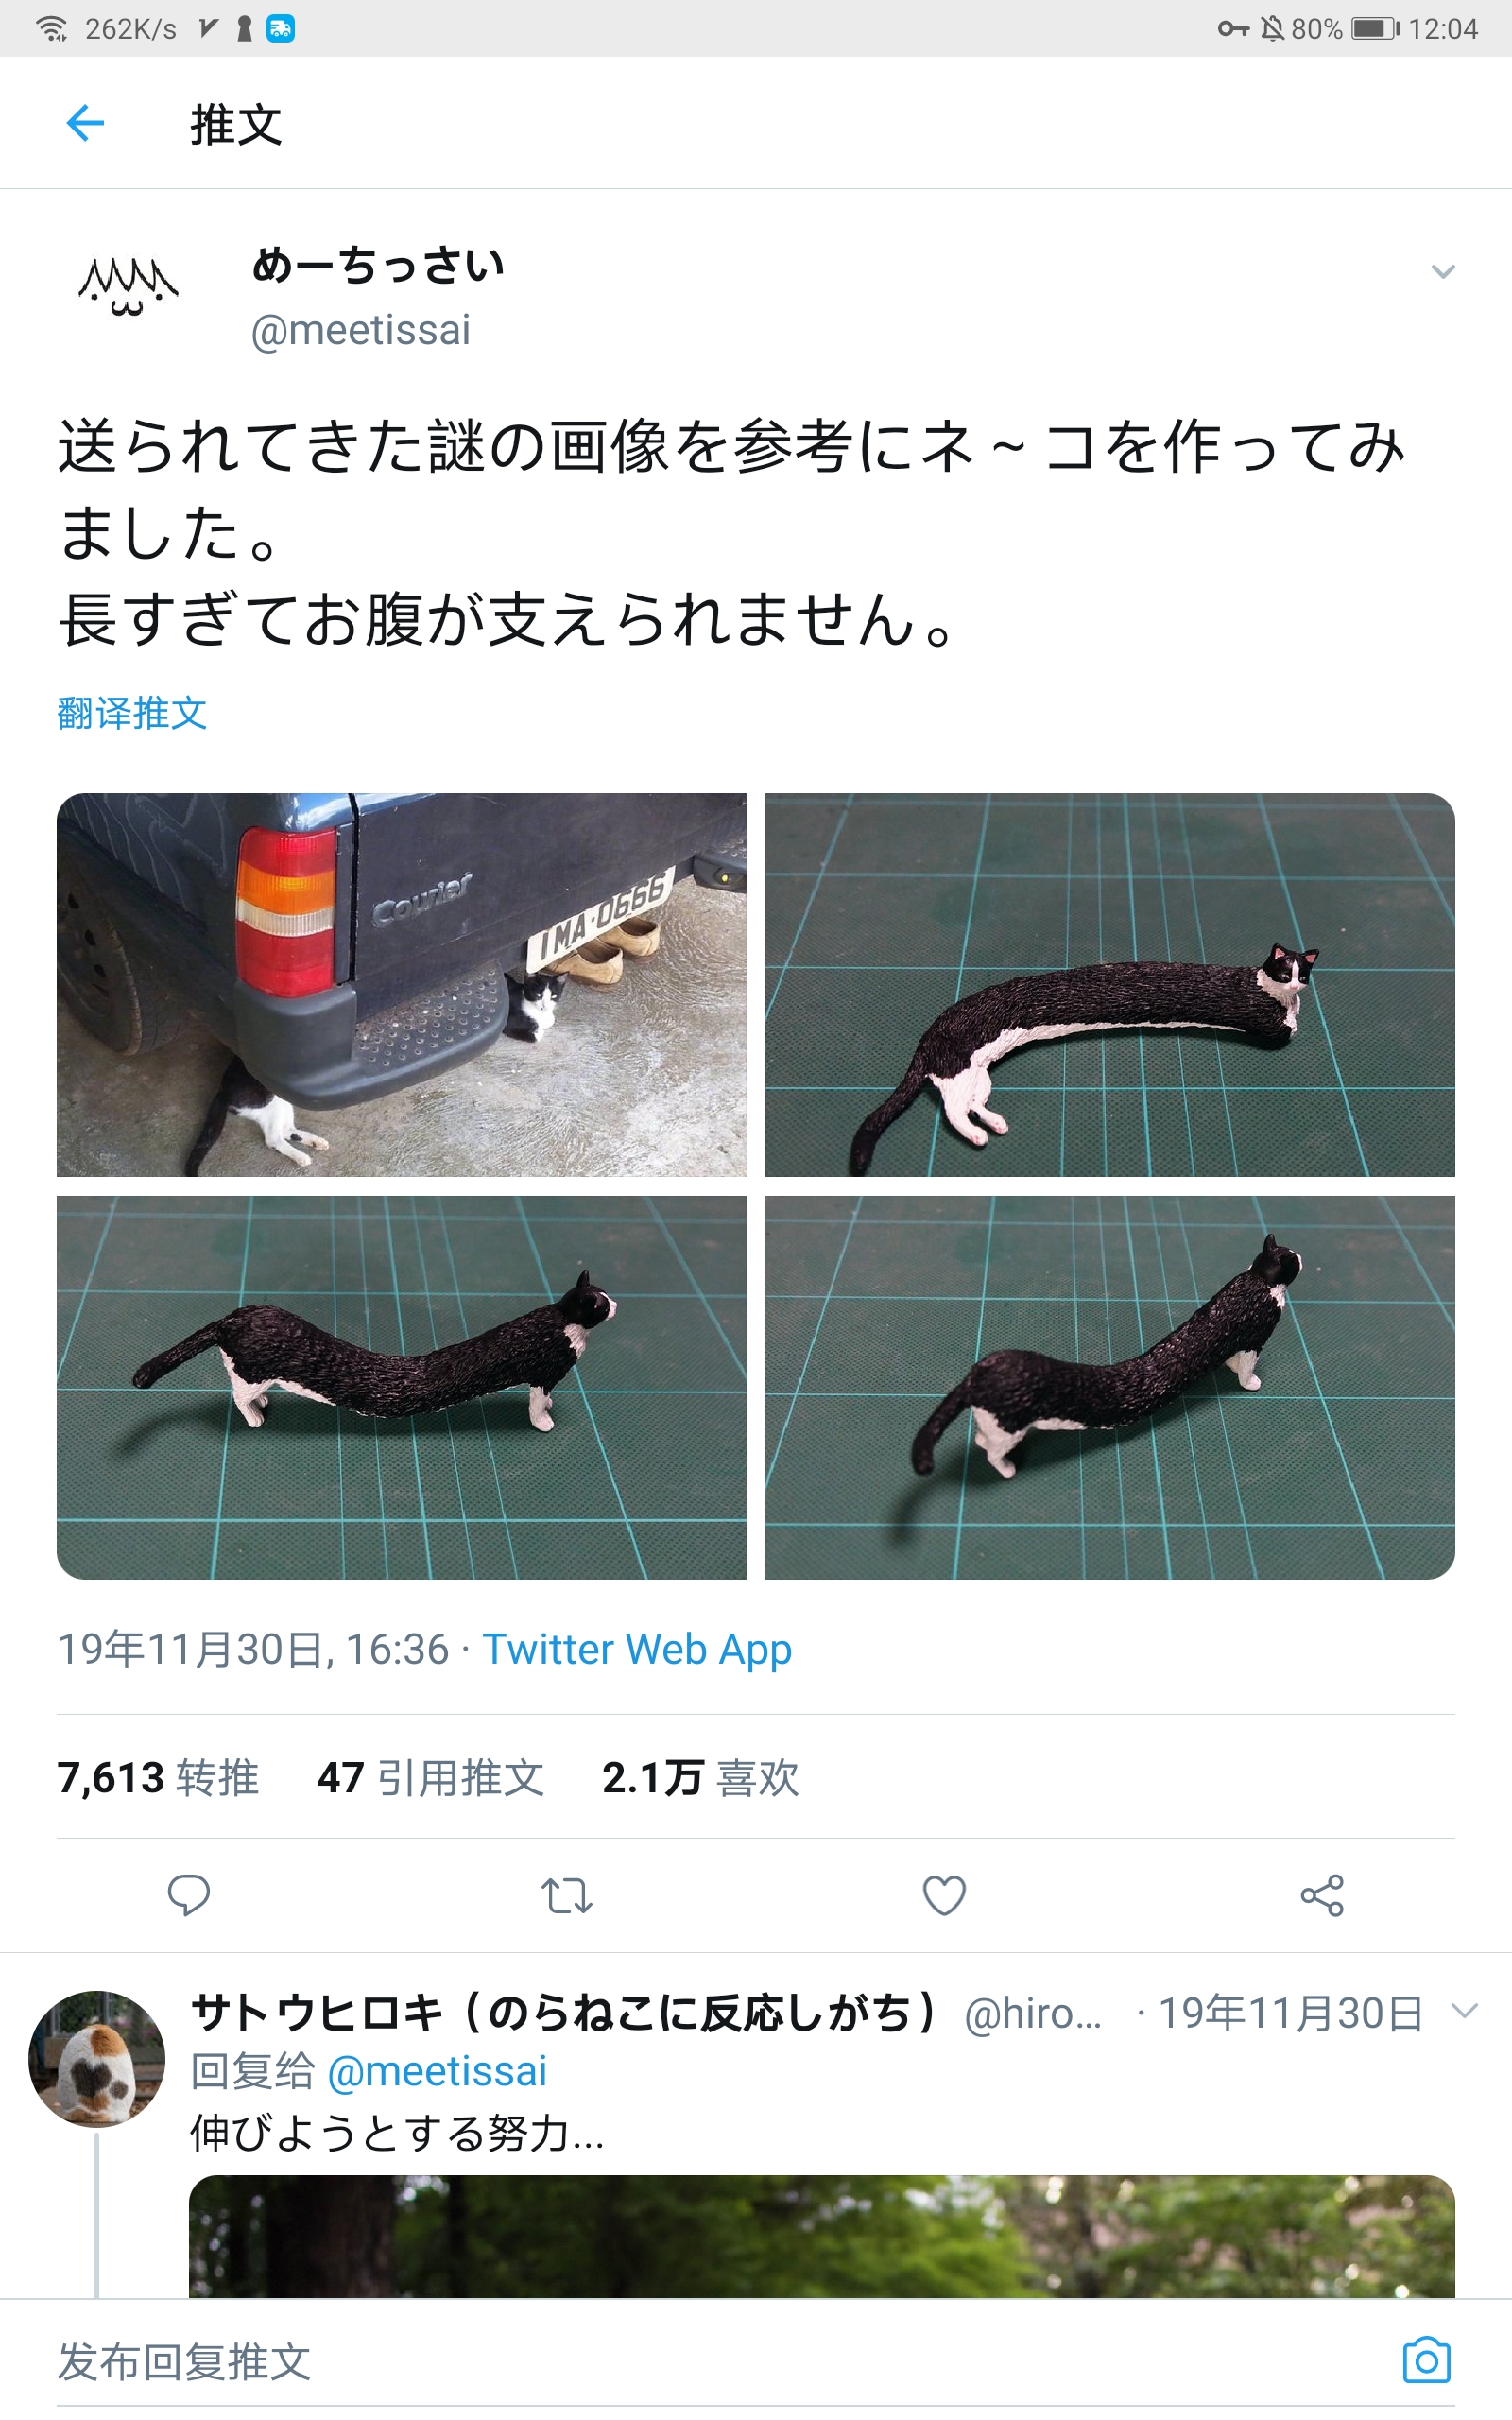 262K/s
80%
12:04
推文
めーちっさい
@meetissai
送られてきた謎の画像を参考にネ~コを作ってみ
ました。
長すぎてお腹が支えられません。
翻译推文
Courier
IMA·0666
19年11月30日, 16:36 · Twitter Web App
7,613 转推 47 引用推文 2.1万 喜欢
サトウヒロキ（のらねこに反応しがち） @hiro... · 19年11月30日
回复给 @meetissai
伸びようとする努力...
发布回复推文